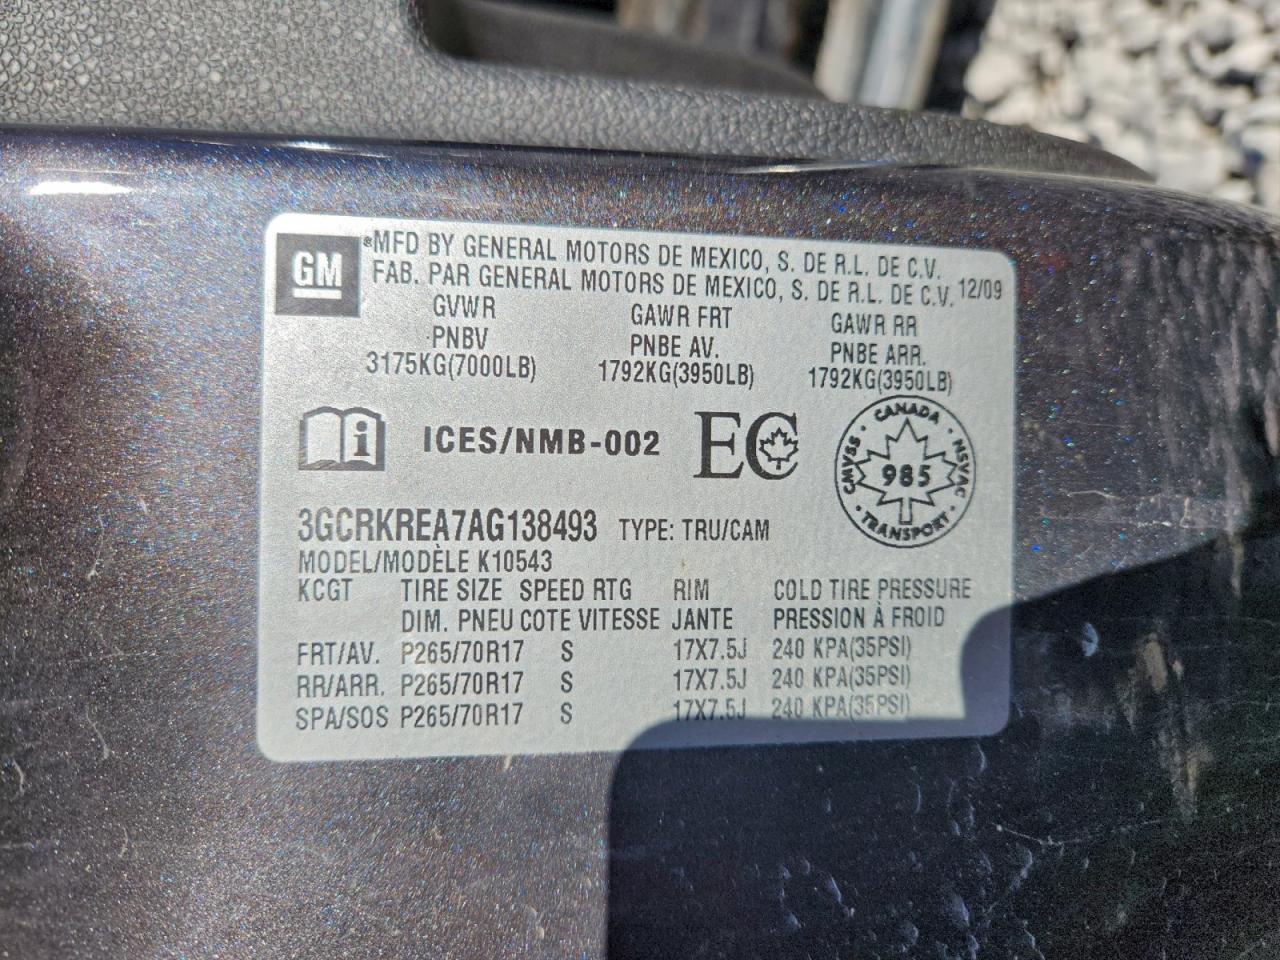 GM
®MFD BY GENERAL MOTORS DE MEXICO, S. DE R.L. DE C.V.
FAB. PAR GENERAL MOTORS DE MEXICO, S. DE R.L. DE C.V. 12/09
GVWR GAWR FRT GAWR RR
PNBV PNBE AV. PNBE ARR.
3175KG(7000LB) 1792KG(3950LB) 1792KG(3950LB)
i ICES/NMB-002 EC
CANADA
CMVSS 985 NSVAC
TRANSPORT
3GCRKREA7AG138493 TYPE: TRU/CAM
MODEL/MODÈLE K10543
KCGT TIRE SIZE SPEED RTG RIM COLD TIRE PRESSURE
DIM. PNEU COTE VITESSE JANTE PRESSION À FROID
FRT/AV. P265/70R17 S 17X7.5J 240 KPA(35PSI)
RR/ARR. P265/70R17 S 17X7.5J 240 KPA(35PSI)
SPA/SOS P265/70R17 S 17X7.5J 240 KPA(35PSI)